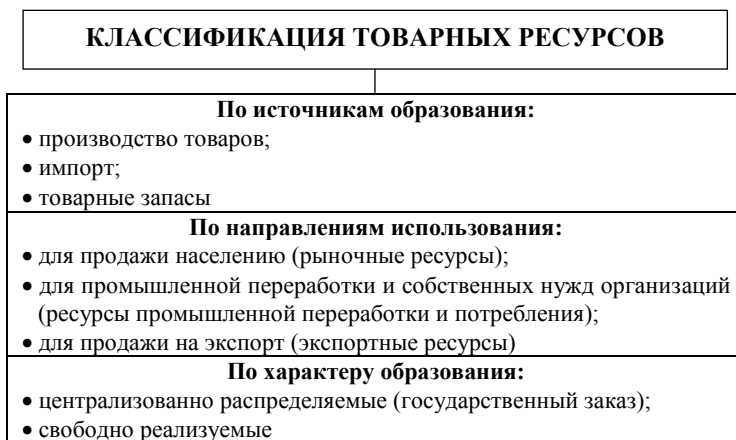 КЛАССИФИКАЦИЯ ТОВАРНЫХ РЕСУРСОВ
По источникам образования:
• производство товаров;
• импорт;
• товарные запасы
По направлениям использования:
• для продажи населению (рыночные ресурсы);
• для промышленной переработки и собственных нужд организаций
(ресурсы промышленной переработки и потребления);
• для продажи на экспорт (экспортные ресурсы)
По характеру образования:
• централизованно распределяемые (государственный заказ);
• свободно реализуемые